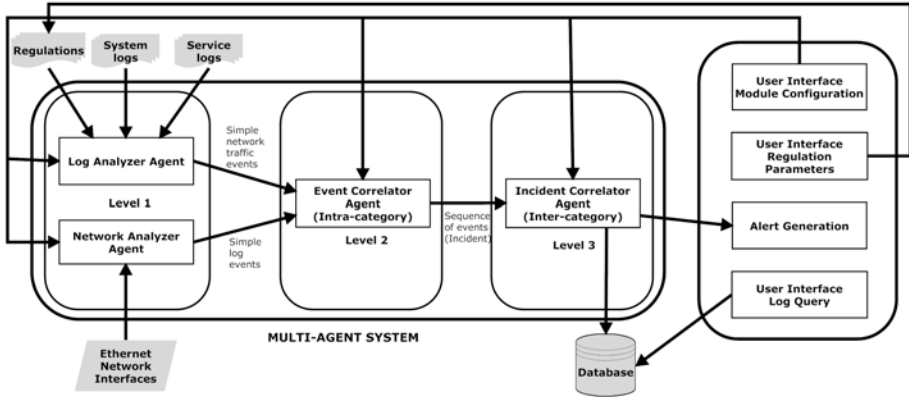 Regulations
System
logs
Service
logs
User Interface
Module Configuration
Log Analyzer Agent
Simple
network
traffic
events
User Interface
Regulation
Parameters
Level 1
Event Correlator
Agent
(Intra-category)
Incident Correlator
Agent
(Inter-category)
Network Analyzer
Agent
Simple
log
events
Level 2
Sequence
of events
(Incident)
Level 3
Alert Generation
User Interface
Log Query
MULTI-AGENT SYSTEM
Ethernet
Network
Interfaces
Database